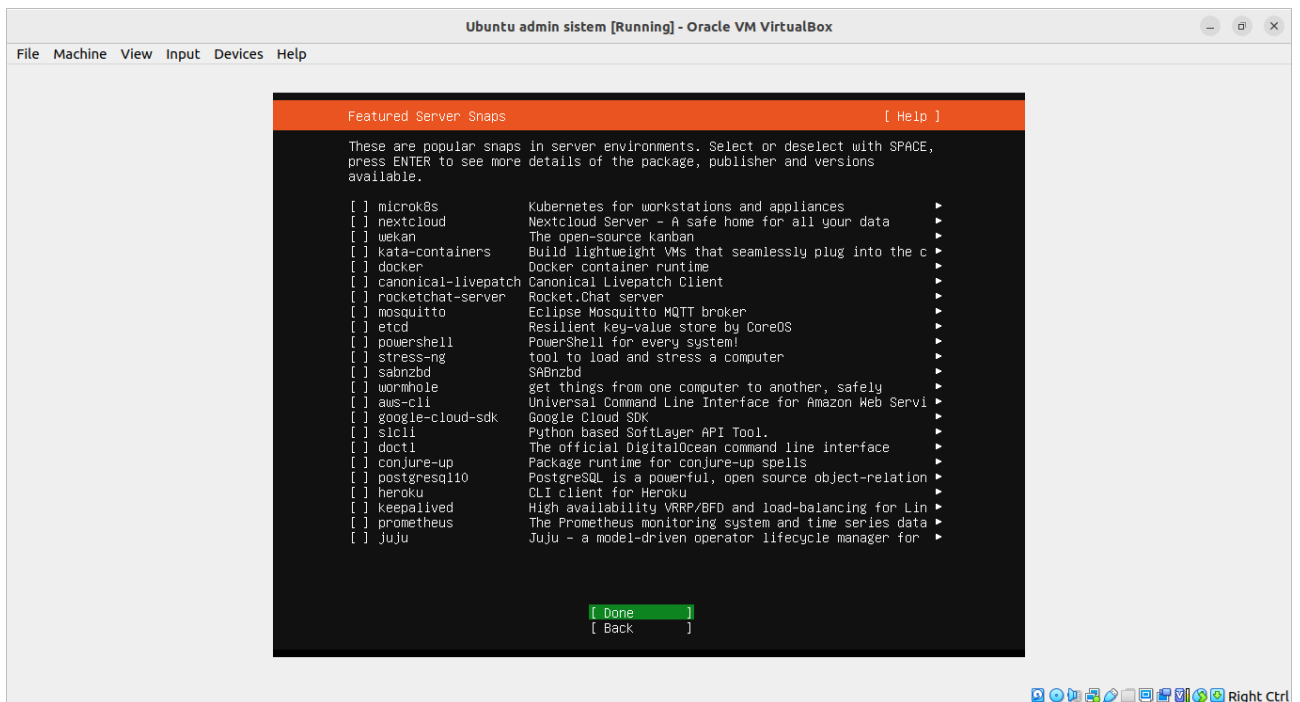 Ubuntu admin sistem [Running] - Oracle VM VirtualBox
File Machine View Input Devices Help
Featured Server Snaps [ Help ]
These are popular snaps in server environments. Select or deselect with SPACE,
press ENTER to see more details of the package, publisher and versions
available.
[ ] microk8s Kubernetes for workstations and appliances ▸
[ ] nextcloud Nextcloud Server - A safe home for all your data ▸
[ ] wekan The open-source kanban ▸
[ ] kata-containers Build lightweight VMs that seamlessly plug into the c ▸
[ ] docker Docker container runtime ▸
[ ] canonical-livepatch Canonical Livepatch Client ▸
[ ] rocketchat-server Rocket.Chat server ▸
[ ] mosquitto Eclipse Mosquitto MQTT broker ▸
[ ] etcd Resilient key-value store by CoreOS ▸
[ ] powershell PowerShell for every system! ▸
[ ] stress-ng tool to load and stress a computer ▸
[ ] sabnzbd SABnzbd ▸
[ ] wormhole get things from one computer to another, safely ▸
[ ] aws-cli Universal Command Line Interface for Amazon Web Servi ▸
[ ] google-cloud-sdk Google Cloud SDK ▸
[ ] slcli Python based SoftLayer API Tool. ▸
[ ] doctl The official DigitalOcean command line interface ▸
[ ] conjure-up Package runtime for conjure-up spells ▸
[ ] postgresql10 PostgreSQL is a powerful, open source object-relation ▸
[ ] heroku CLI client for Heroku ▸
[ ] keepalived High availability VRRP/BFD and load-balancing for Lin ▸
[ ] prometheus The Prometheus monitoring system and time series data ▸
[ ] juju Juju - a model-driven operator lifecycle manager for ▸
[ Done ]
[ Back ]
Right Ctrl